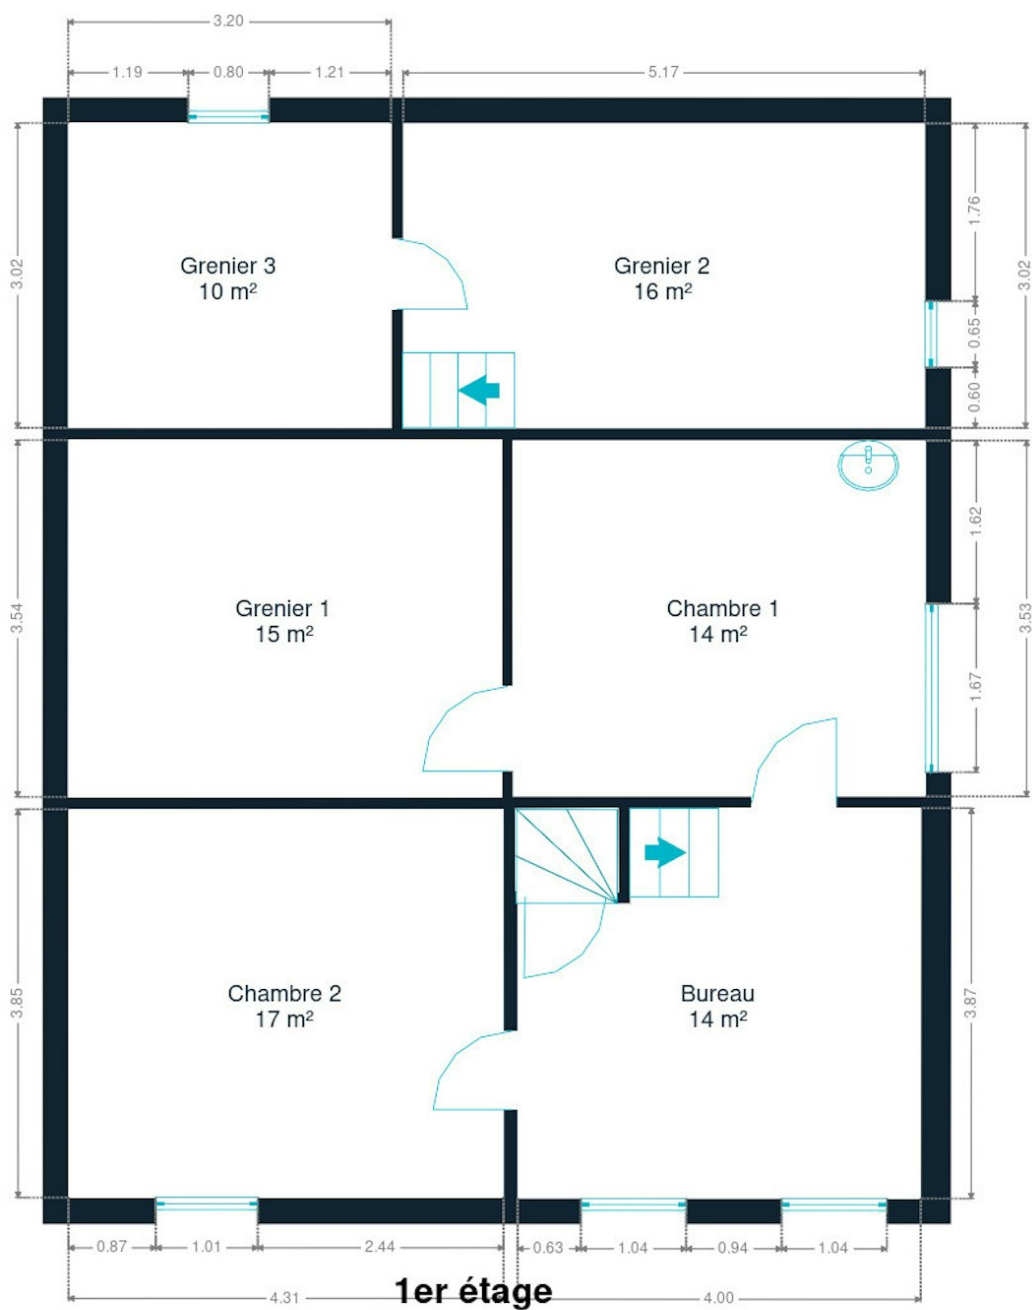 3.20
1.19
0.80
1.21
5.17
3.02
Grenier 3
10 m²
Grenier 2
16 m²
1.76
0.65
0.60
3.02
3.54
Grenier 1
15 m²
Chambre 1
14 m²
1.62
1.67
3.53
3.85
Chambre 2
17 m²
Bureau
14 m²
3.87
0.87
1.01
2.44
0.63
1.04
0.94
1.04
4.31
1er étage
4.00